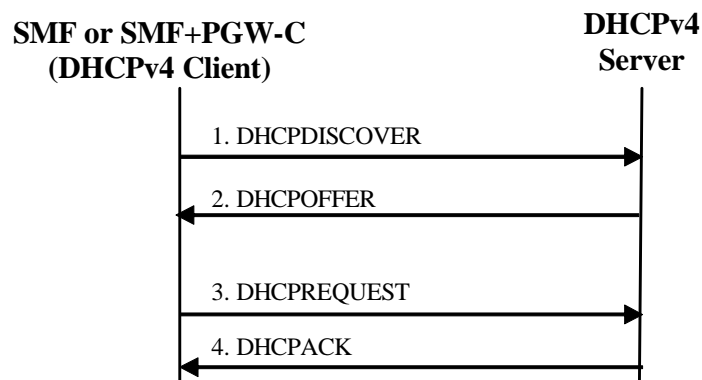 SMF or SMF+PGW-C
(DHCPv4 Client)
DHCPv4
Server
1. DHCPDISCOVER
2. DHCPOFFER
3. DHCPREQUEST
4. DHCPACK